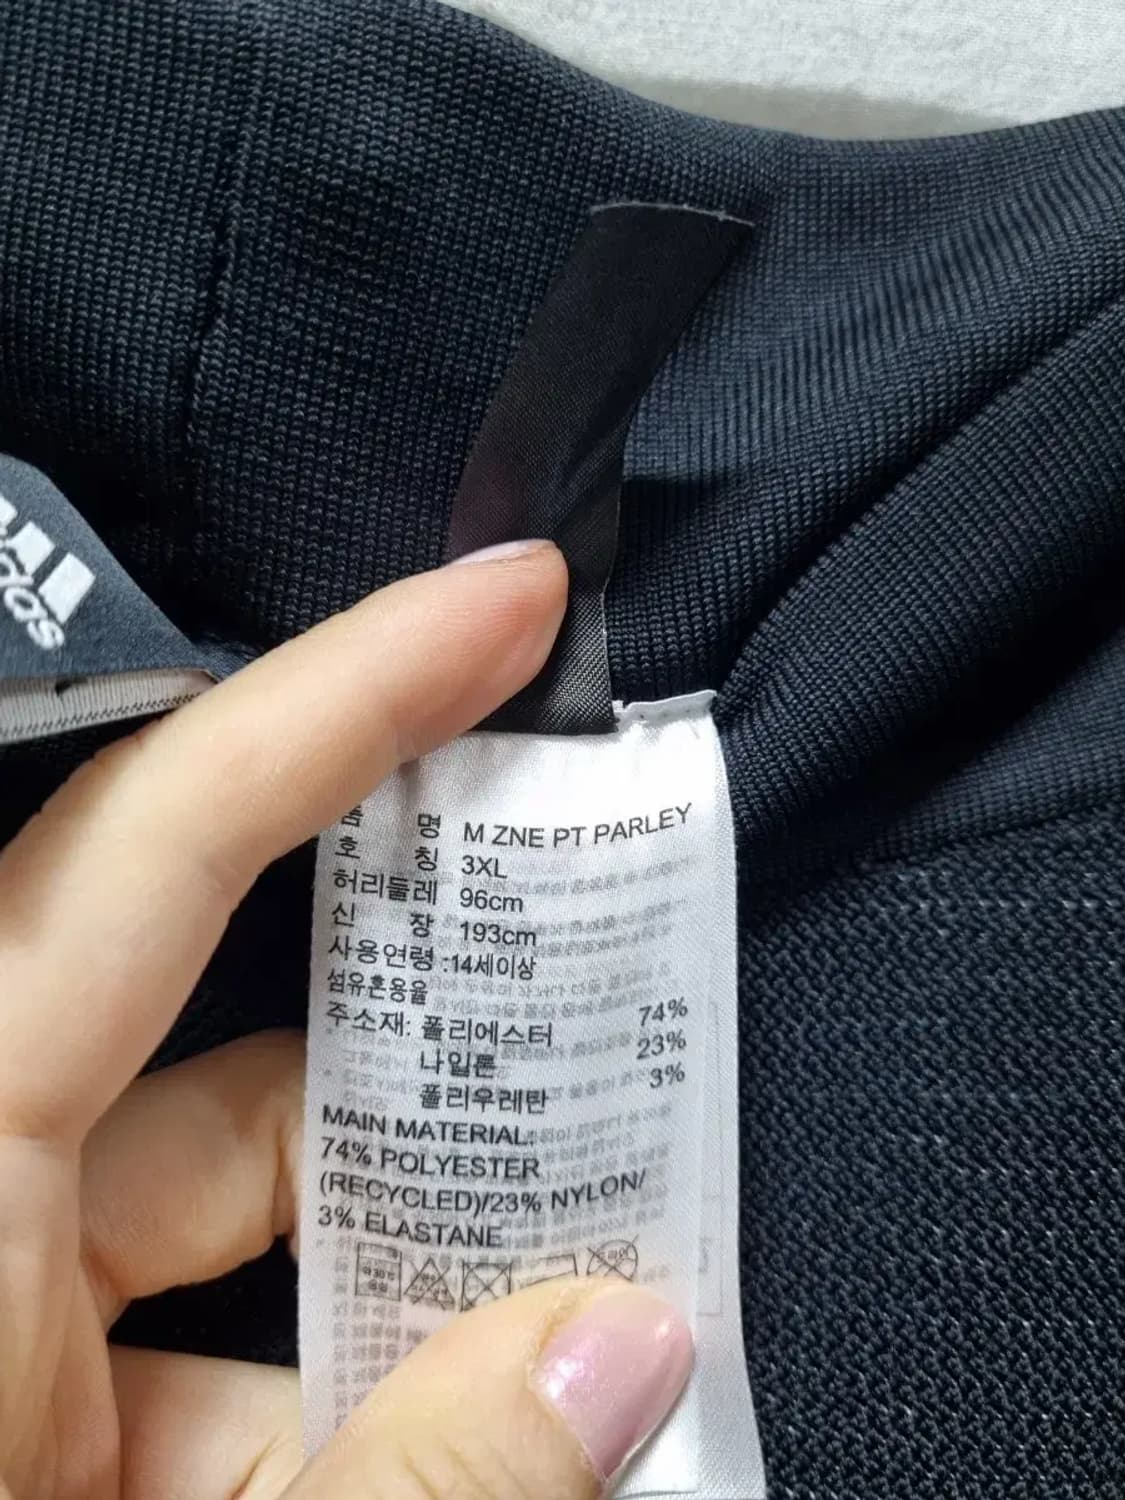 adidas
품 명 M ZNE PT PARLEY
호 칭 3XL
허리둘레 96cm
신 장 193cm
사용연령 :14세이상
섬유혼용율
주소재: 폴리에스터 74%
나일론 23%
폴리우레탄 3%
MAIN MATERIAL:
74% POLYESTER
(RECYCLED)/23% NYLON/
3% ELASTANE